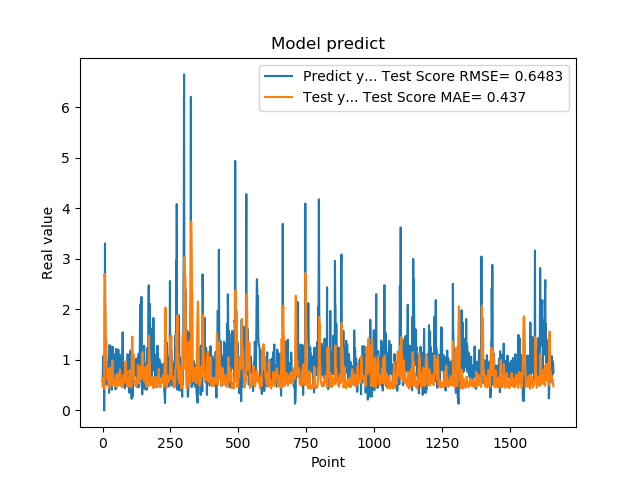 Model predict
Predict y... Test Score RMSE= 0.6483
Test y... Test Score MAE= 0.437
Real value
6
5
4
3
2
1
0
0 250 500 750 1000 1250 1500
Point